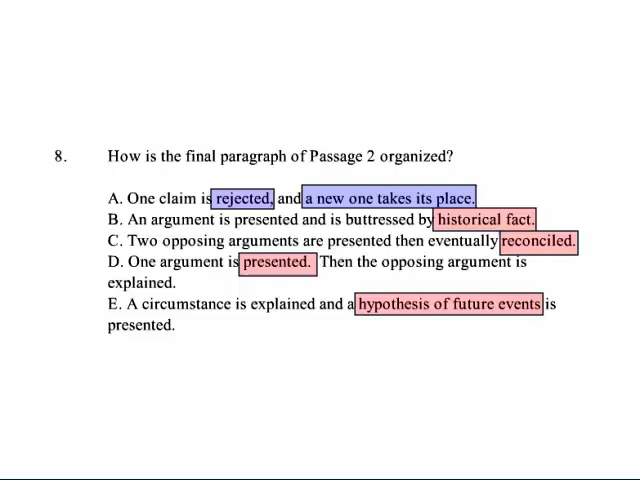 8. How is the final paragraph of Passage 2 organized?
A. One claim is rejected, and a new one takes its place.
B. An argument is presented and is buttressed by historical fact.
C. Two opposing arguments are presented then eventually reconciled.
D. One argument is presented. Then the opposing argument is
explained.
E. A circumstance is explained and a hypothesis of future events is
presented.